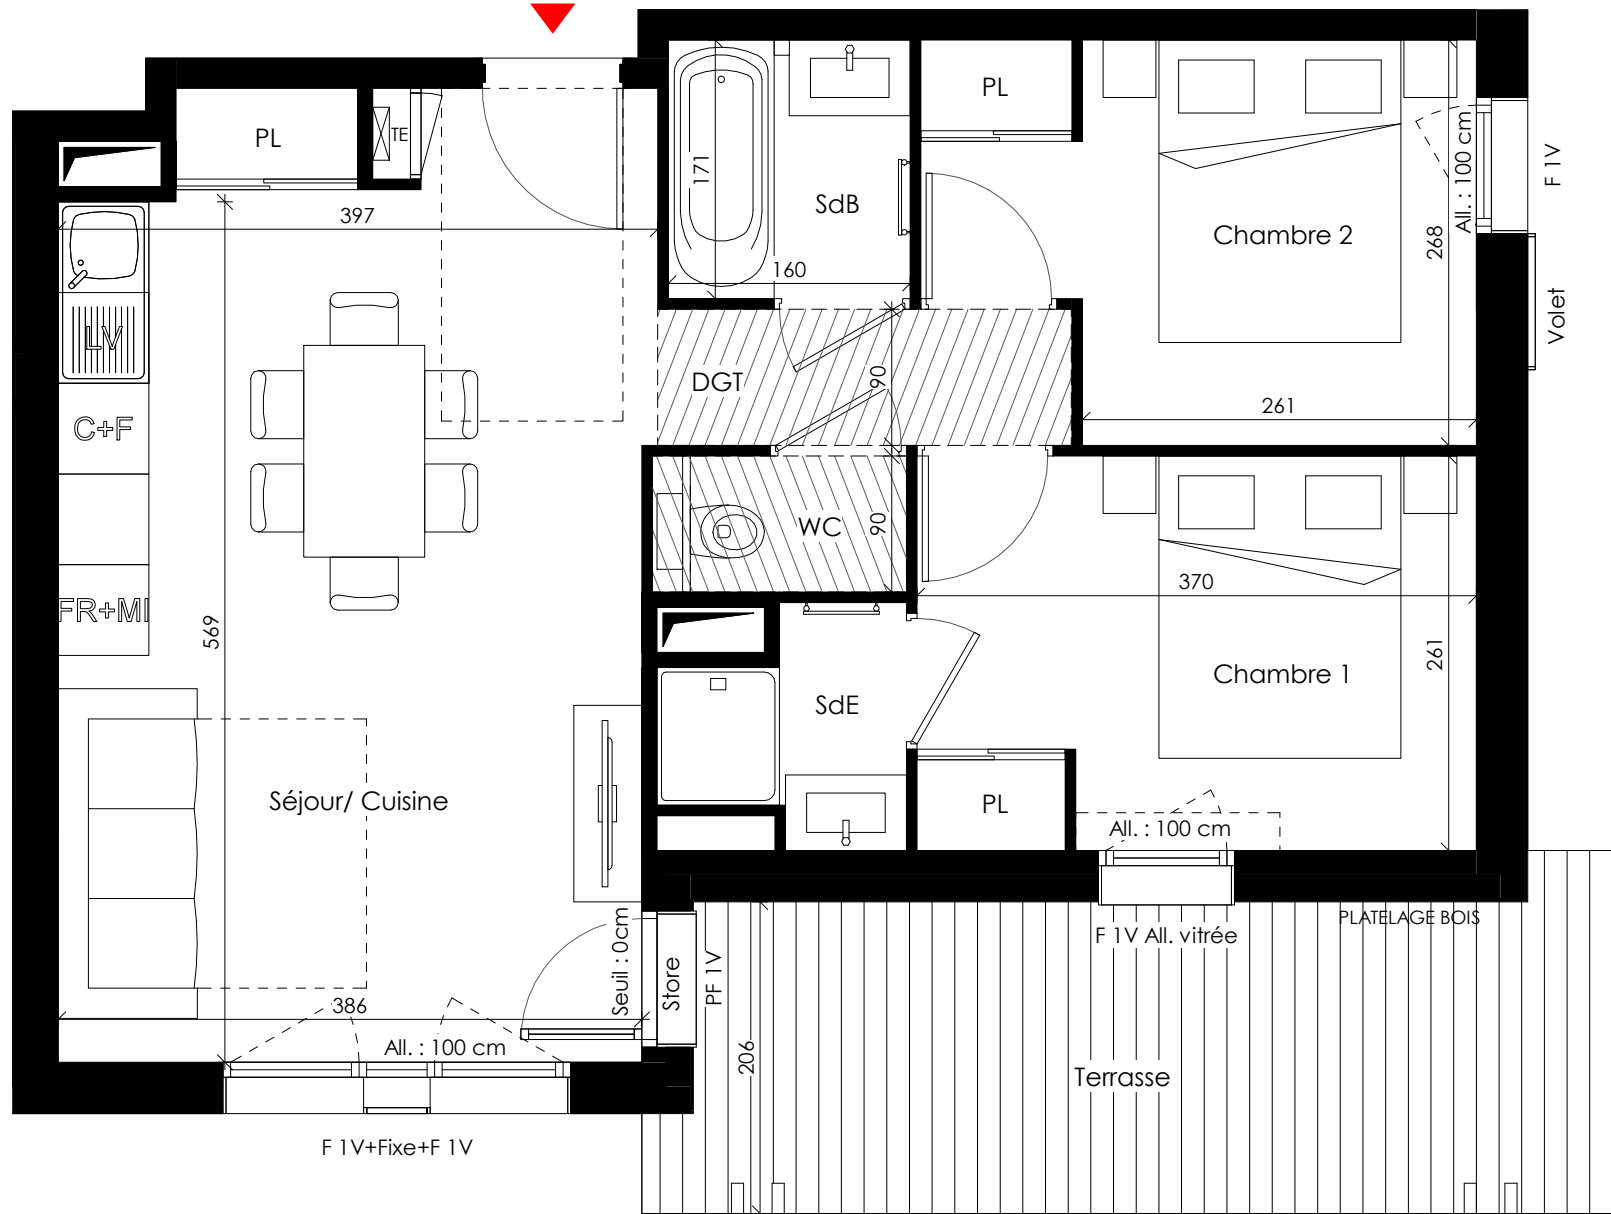 PL
TE
PL
F 1V
All. : 100 cm
171
SdB
397
Chambre 2
268
160
Volet
LV
DGT
90
261
C+F
WC
90
370
FR+MI
569
261
Chambre 1
SdE
Séjour/ Cuisine
PL
All. : 100 cm
PLATELAGE BOIS
F 1V All. vitrée
Seuil : 0cm
Store
PF 1V
386
All. : 100 cm
206
Terrasse
F 1V+Fixe+F 1V